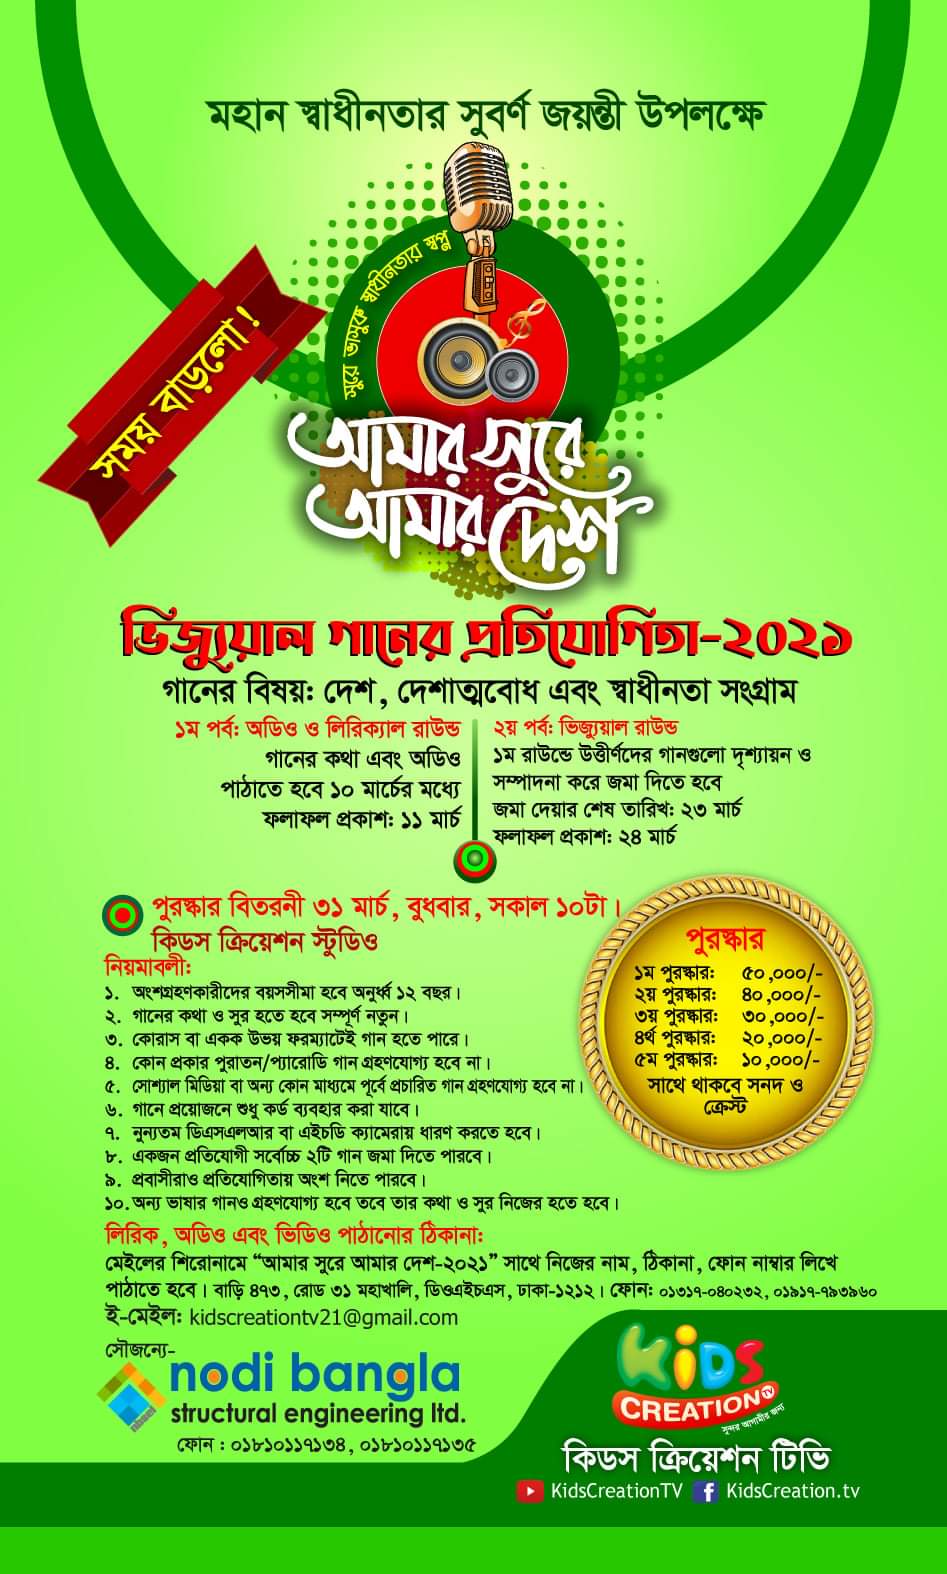 মহান স্বাধীনতার সুবর্ণ জয়ন্তী উপলক্ষে
সুরে ভাসুক স্বাধীনতার স্বপ্ন
সময় বাড়লো!
আমার সুরে
আমার দেশ
ভিজ্যুয়াল গানের প্রতিযোগিতা-২০২১
গানের বিষয়: দেশ, দেশাত্মবোধ এবং স্বাধীনতা সংগ্রাম
১ম পর্ব: অডিও ও লিরিক্যাল রাউন্ড
গানের কথা এবং অডিও
পাঠাতে হবে ১০ মার্চের মধ্যে
ফলাফল প্রকাশ: ১১ মার্চ
২য় পর্ব: ভিজ্যুয়াল রাউন্ড
১ম রাউন্ডে উত্তীর্ণদের গানগুলো দৃশ্যায়ন ও
সম্পাদনা করে জমা দিতে হবে
জমা দেয়ার শেষ তারিখ: ২৩ মার্চ
ফলাফল প্রকাশ: ২৪ মার্চ
পুরস্কার বিতরনী ৩১ মার্চ, বুধবার, সকাল ১০টা।
কিডস ক্রিয়েশন স্টুডিও
নিয়মাবলী:
১. অংশগ্রহণকারীদের বয়সসীমা হবে অনুর্ধ্ব ১২ বছর।
২. গানের কথা ও সুর হতে হবে সম্পূর্ণ নতুন।
৩. কোরাস বা একক উভয় ফরম্যাটেই গান হতে পারে।
৪. কোন প্রকার পুরাতন/প্যারোডি গান গ্রহণযোগ্য হবে না।
৫. সোশ্যাল মিডিয়া বা অন্য কোন মাধ্যমে পূর্বে প্রচারিত গান গ্রহণযোগ্য হবে না।
৬. গানে প্রয়োজনে শুধু কর্ড ব্যবহার করা যাবে।
৭. নুন্যতম ডিএসএলআর বা এইচডি ক্যামেরায় ধারণ করতে হবে।
৮. একজন প্রতিযোগী সর্বেচ্চি ২টি গান জমা দিতে পারবে।
৯. প্রবাসীরাও প্রতিযোগিতায় অংশ নিতে পারবে।
১০. অন্য ভাষার গানও গ্রহণযোগ্য হবে তবে তার কথা ও সুর নিজের হতে হবে।
পুরস্কার
১ম পুরষ্কার: ৫০,০০০/-
২য় পুরষ্কার: ৪০,০০০/-
৩য় পুরষ্কার: ৩০,০০০/-
৪র্থ পুরষ্কার: ২০,০০০/-
৫ম পুরষ্কার: ১০,০০০/-
সাথে থাকবে সনদ ও
ক্রেস্ট
লিরিক, অডিও এবং ভিডিও পাঠানোর ঠিকানা:
মেইলের শিরোনামে “আমার সুরে আমার দেশ-২০২১” সাথে নিজের নাম, ঠিকানা, ফোন নাম্বার লিখে
পাঠাতে হবে। বাড়ি ৪৭৩, রোড ৩১ মহাখালি, ডিওএইচএস, ঢাকা-১২১২। ফোন: ০১৩১৭-০৪০২৩২, ০১৯১৭-৭৯৩৯৬০
ই-মেইল: kidscreationtv21@gmail.com
সৌজন্যে-
nodi bangla
structural engineering ltd.
ফোন : ০১৮১০১১৭১৩৪, ০১৮১০১১৭১৩৫
KiDS
CREATION TV
সুন্দর আগামীর জন্য
কিডস ক্রিয়েশন টিভি
KidsCreationTV KidsCreation.tv